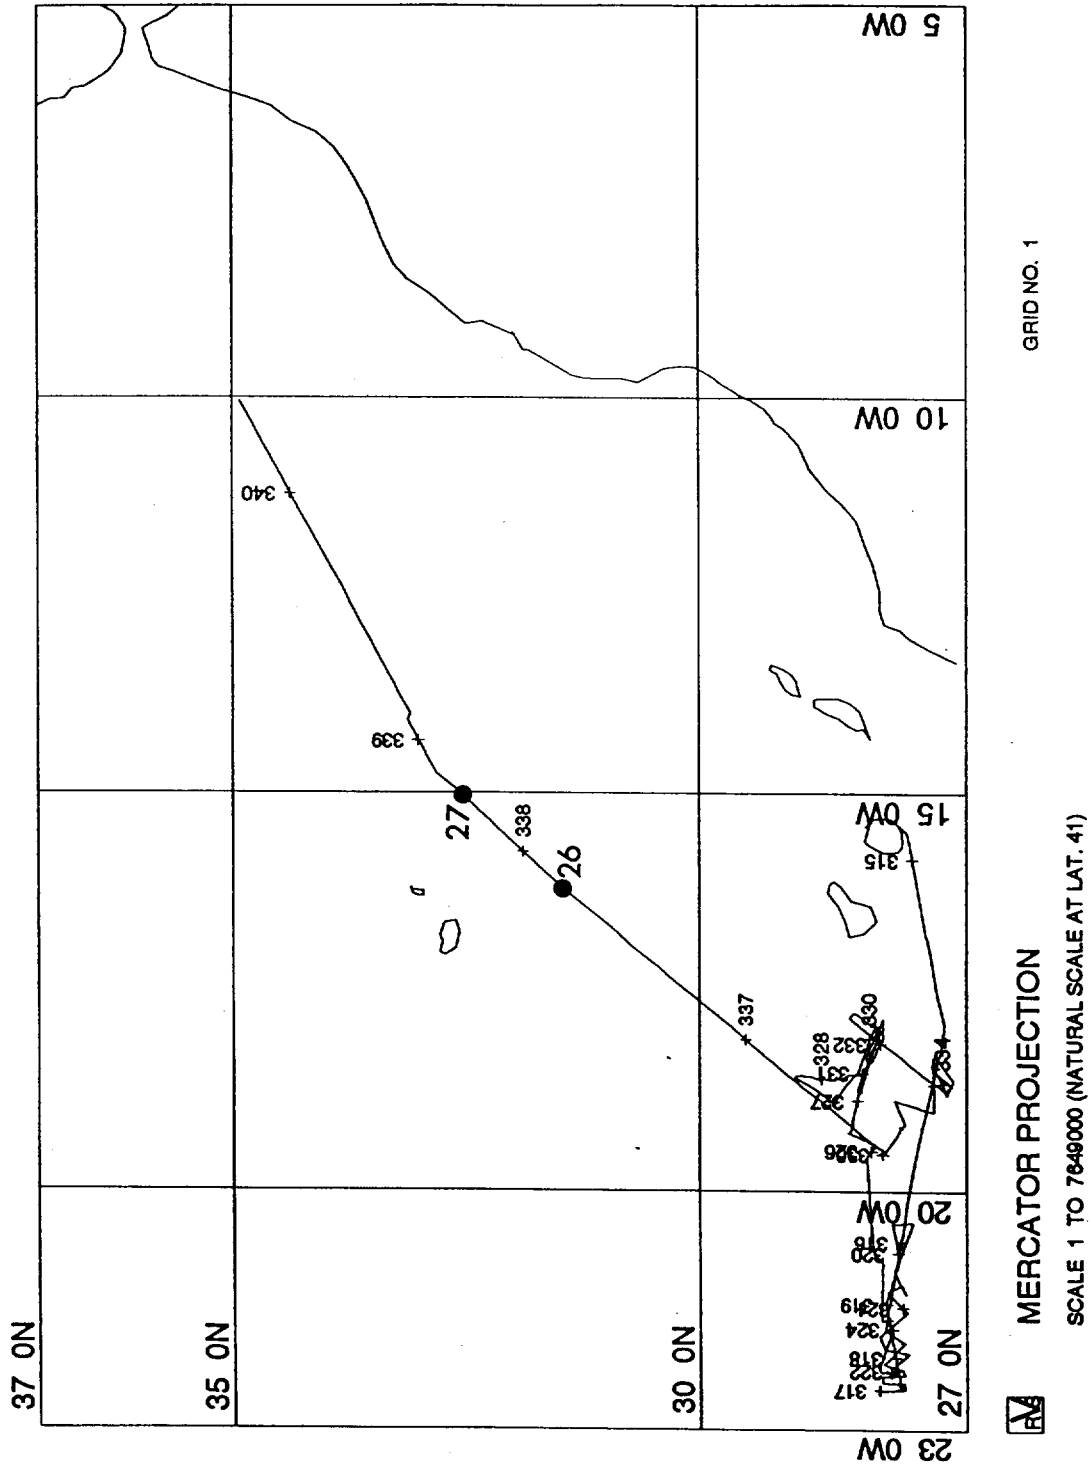 37 0N
35 0N
30 0N
27 0N
23 0W
20 0W
15 0W
10 0W
5 0W
340
339
27
338
26
337
315
330
332
328
331
327
326
334
316
320
319
324
318
322
317
GRID NO. 1
MERCATOR PROJECTION
SCALE 1 TO 7649000 (NATURAL SCALE AT LAT. 41)